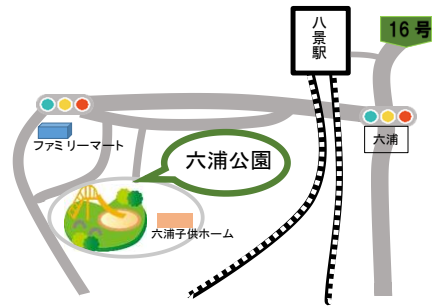 八景駅
16号
ファミリーマート
六浦
六浦公園
六浦子供ホーム